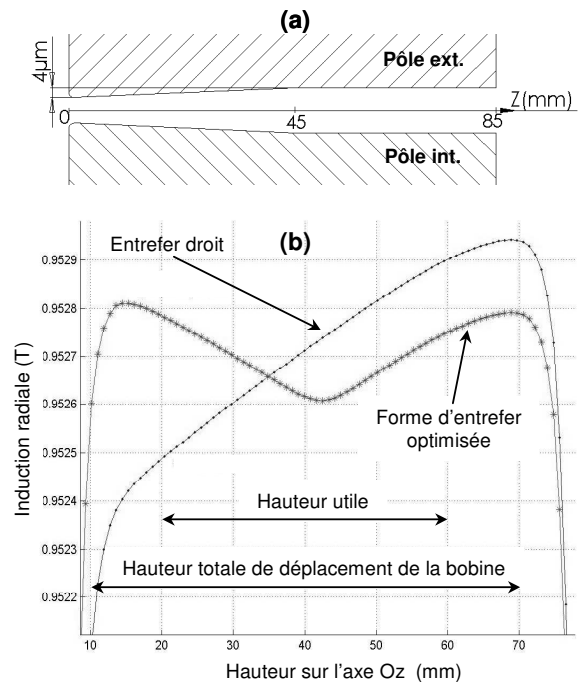 (a)
Pôle ext.
4µm
Z(mm)
0
45
85
Pôle int.
(b)
Entrefer droit
0.9529
0.9528
0.9527
0.9526
0.9525
0.9524
0.9523
0.9522
Induction radiale (T)
Forme d'entrefer
optimisée
Hauteur utile
Hauteur totale de déplacement de la bobine
10
20
30
40
50
60
70
Hauteur sur l'axe Oz (mm)